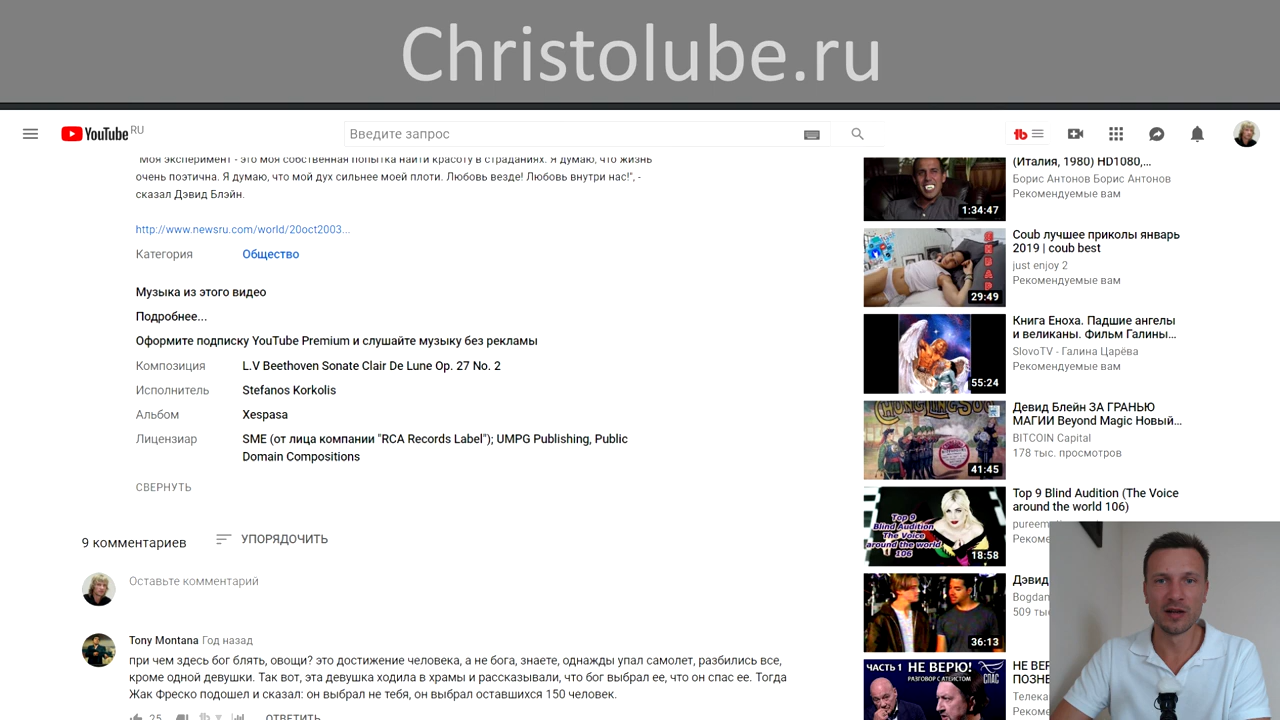 Christolube.ru
YouTube RU
Введите запрос
"Моя эксперимент - это моя собственная попытка найти красоту в страданиях. Я думаю, что жизнь
очень поэтична. Я думаю, что мой дух сильнее моей плоти. Любовь везде! Любовь внутри нас!", -
сказал Дэвид Блэйн.
http://www.newsru.com/world/20oct2003...
Категория Общество
Музыка из этого видео
Подробнее...
Оформите подписку YouTube Premium и слушайте музыку без рекламы
Композиция L.V Beethoven Sonate Clair De Lune Op. 27 No. 2
Исполнитель Stefanos Korkolis
Альбом Xespasa
Лицензиар SME (от лица компании "RCA Records Label"); UMPG Publishing, Public
Domain Compositions
СВЕРНУТЬ
9 комментариев УПОРЯДОЧИТЬ
Оставьте комментарий
Tony Montana Год назад
при чем здесь бог блять, овощи? это достижение человека, а не бога, знаете, однажды упал самолет, разбились все,
кроме одной девушки. Так вот, эта девушка ходила в храмы и рассказывали, что бог выбрал ее, что он спас ее. Тогда
Жак Фреско подошел и сказал: он выбрал не тебя, он выбрал оставшихся 150 человек.
25 ОТВЕТИТЬ
(Италия, 1980) HD1080,...
Борис Антонов Борис Антонов
Рекомендуемые вам
1:34:47
Coub лучшее приколы январь
2019 | coub best
just enjoy 2
Рекомендуемые вам
29:49
Книга Еноха. Падшие ангелы
и великаны. Фильм Галины...
SlovoTV - Галина Царёва
Рекомендуемые вам
55:24
Девид Блейн ЗА ГРАНЬЮ
МАГИИ Beyond Magic Новый...
BITCOIN Capital
178 тыс. просмотров
41:45
Top 9 Blind Audition (The Voice
around the world 106)
Реком
Top 9
Blind Audition
The Voice
around the world
106
18:58
Дэвид
Bogdan
509 ты
36:13
ЧАСТЬ 1 НЕ ВЕРЮ!
РАЗГОВОР С АТЕИСТОМ
СПАС
НЕ ВЕР
ПОЗНЕ
Телека
Реком